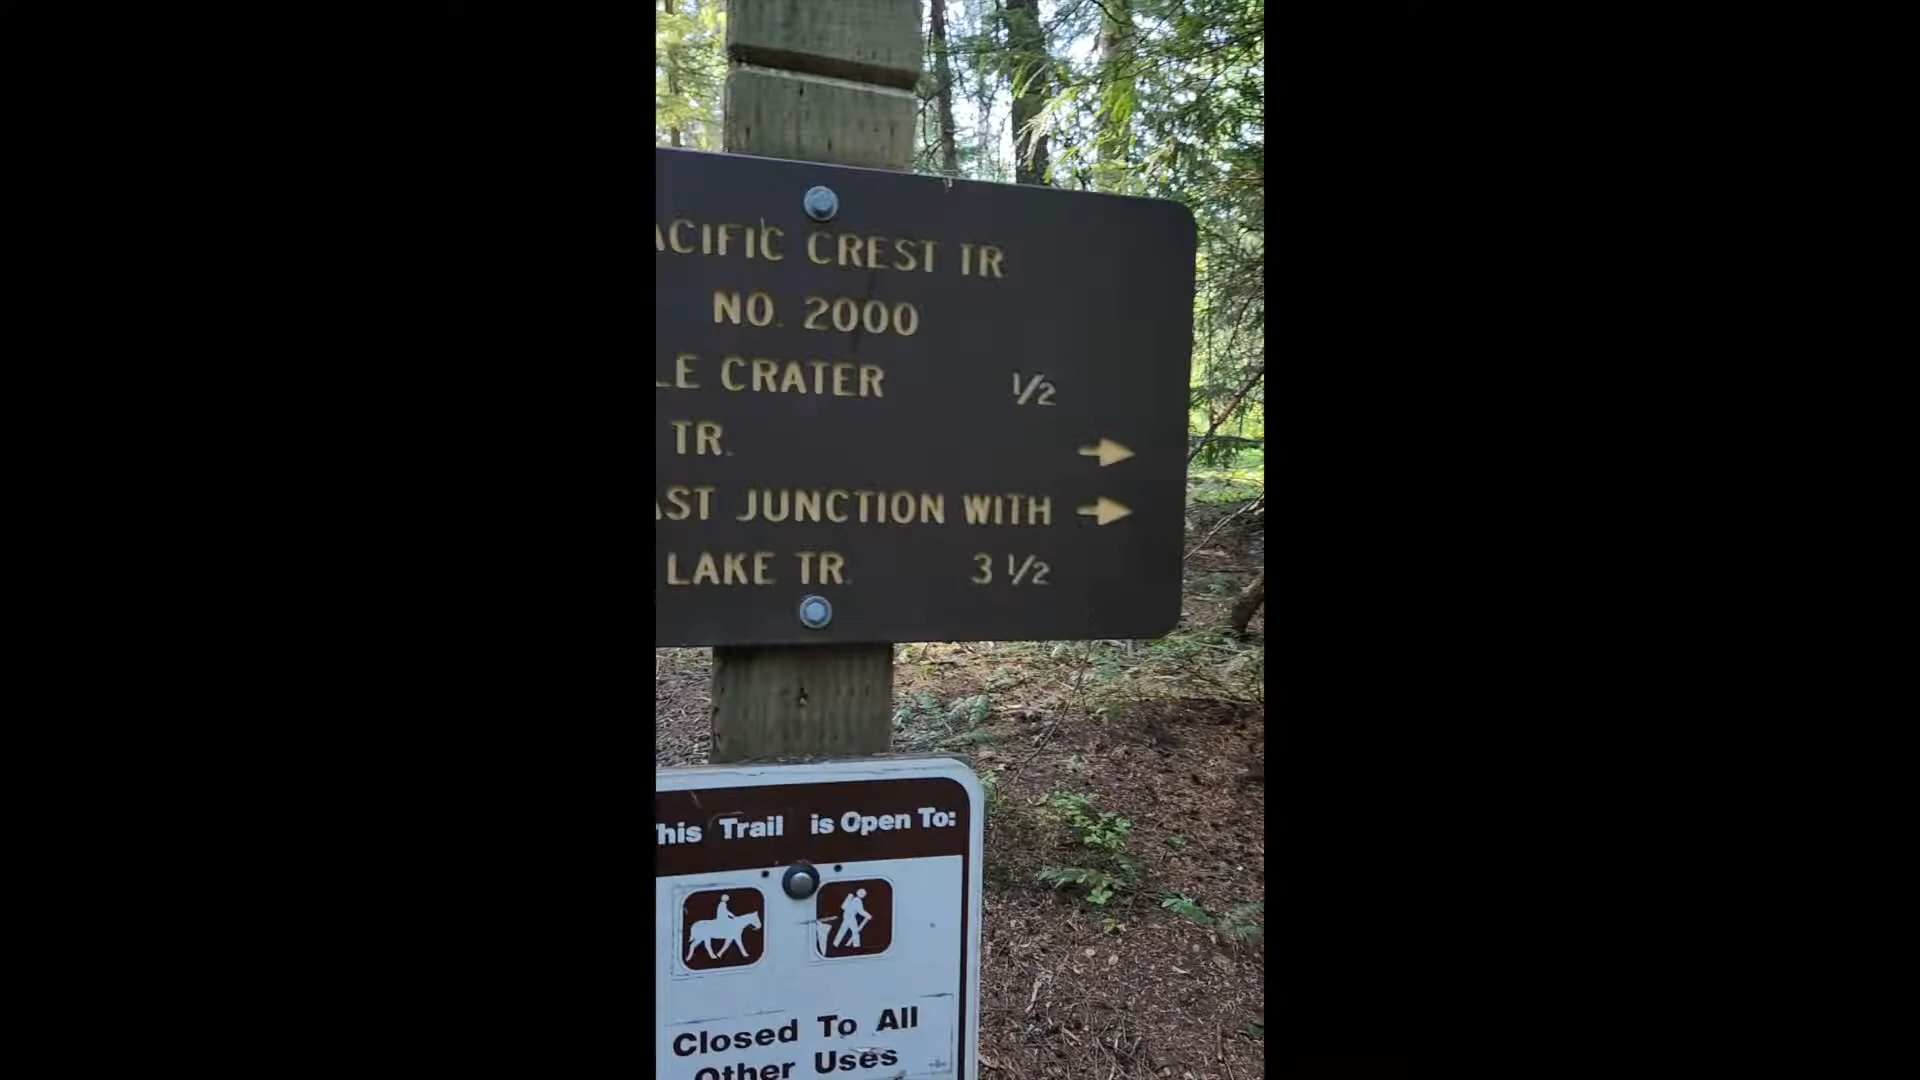 ACIFIC CREST TR
NO. 2000
LE CRATER 1/2
TR.
AST JUNCTION WITH
LAKE TR. 3 1/2
This Trail is Open To:
Closed To All
Other Uses